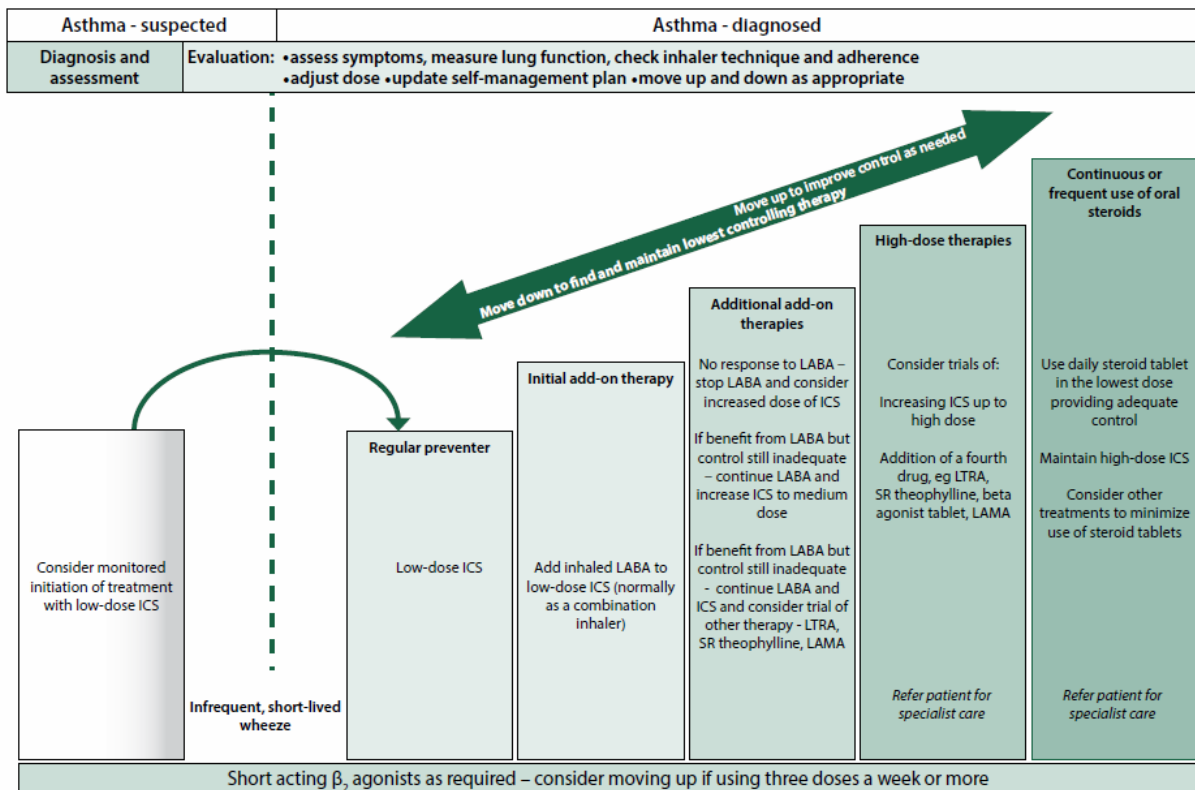 Asthma - suspected
Asthma - diagnosed
Diagnosis and
assessment
Evaluation: •assess symptoms, measure lung function, check inhaler technique and adherence
•adjust dose •update self-management plan •move up and down as appropriate
Move up to improve control as needed
Move down to find and maintain lowest controlling therapy
Consider monitored
initiation of treatment
with low-dose ICS
Infrequent, short-lived
wheeze
Regular preventer
Low-dose ICS
Initial add-on therapy
Add inhaled LABA to
low-dose ICS (normally
as a combination
inhaler)
Additional add-on
therapies
No response to LABA –
stop LABA and consider
increased dose of ICS
If benefit from LABA but
control still inadequate
– continue LABA and
increase ICS to medium
dose
If benefit from LABA but
control still inadequate
- continue LABA and
ICS and consider trial of
other therapy - LTRA,
SR theophylline, LAMA
High-dose therapies
Consider trials of:
Increasing ICS up to
high dose
Addition of a fourth
drug, eg LTRA,
SR theophylline, beta
agonist tablet, LAMA
Refer patient for
specialist care
Continuous or
frequent use of oral
steroids
Use daily steroid tablet
in the lowest dose
providing adequate
control
Maintain high-dose ICS
Consider other
treatments to minimize
use of steroid tablets
Refer patient for
specialist care
Short acting β₂ agonists as required – consider moving up if using three doses a week or more